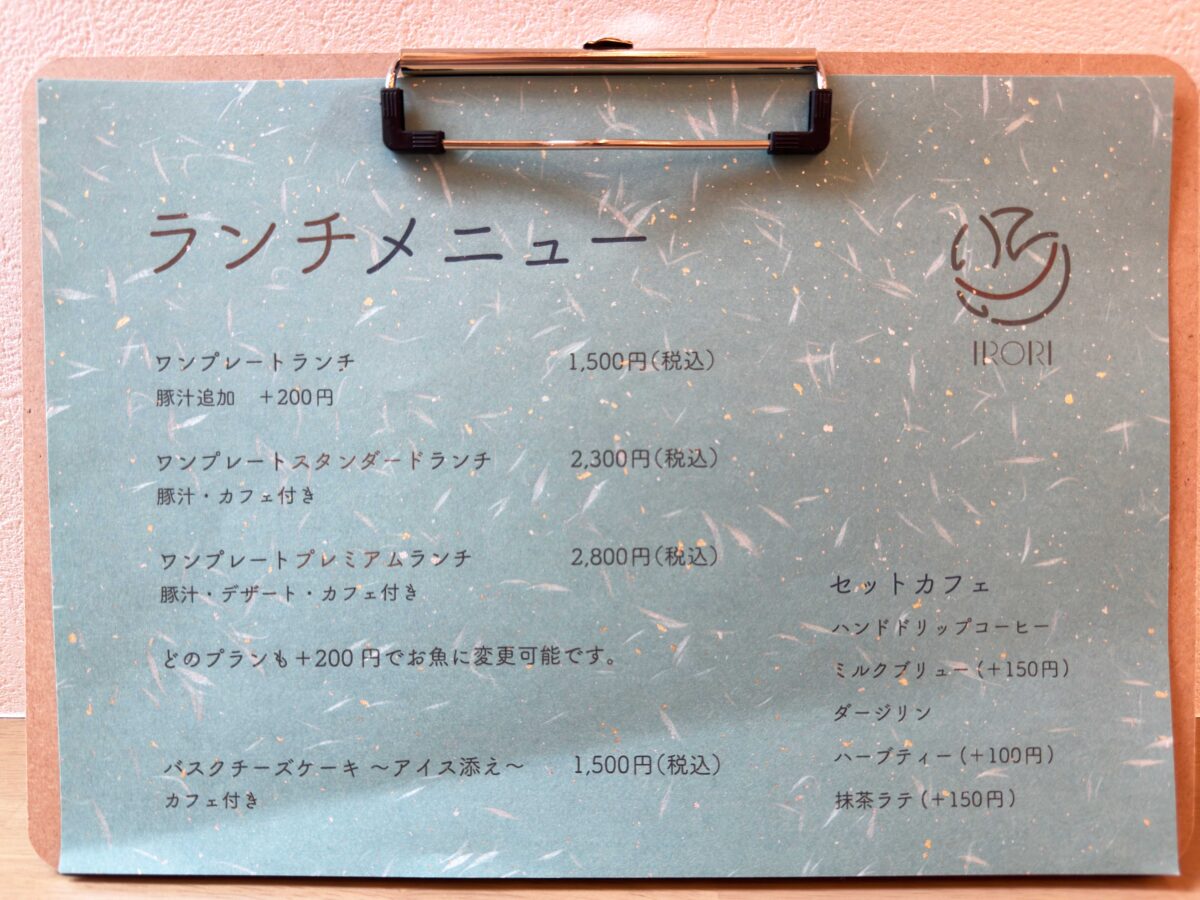 ランチメニュー
IRORI
ワンプレートランチ 1,500円(税込)
豚汁追加 +200円
ワンプレートスタンダードランチ 2,300円(税込)
豚汁・カフェ付き
ワンプレートプレミアムランチ 2,800円(税込)
豚汁・デザート・カフェ付き
どのプランも+200円でお魚に変更可能です。
バスクチーズケーキ ~アイス添え~ 1,500円(税込)
カフェ付き
セットカフェ
ハンドドリップコーヒー
ミルクブリュー(+150円)
ダージリン
ハーブティー(+100円)
抹茶ラテ(+150円)